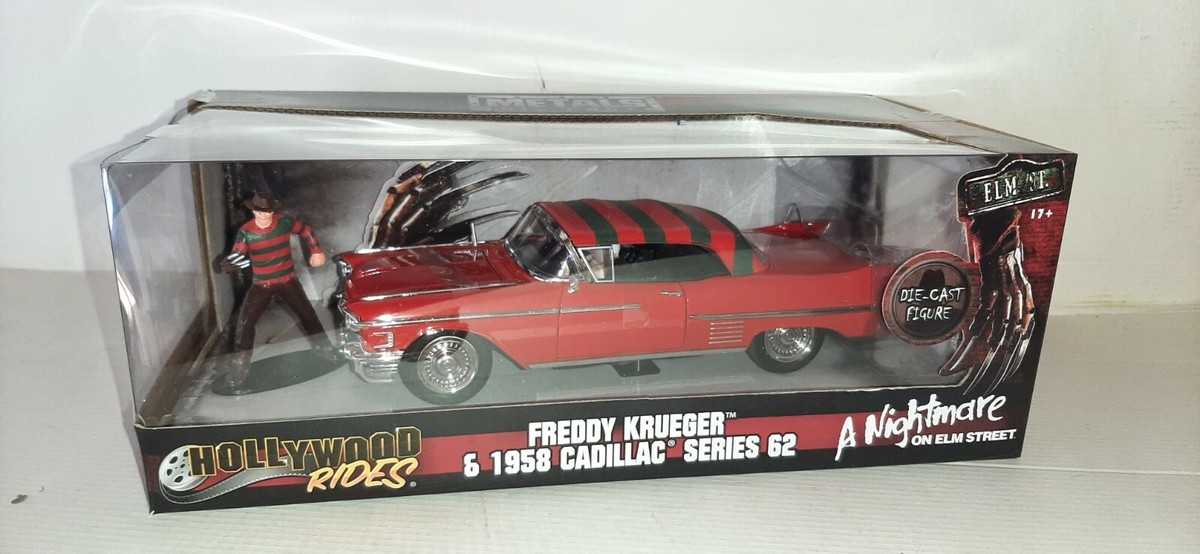 METALS
ELM ST.
17+
DIE-CAST
FIGURE
HOLLYWOOD
RIDES®
FREDDY KRUEGER™
& 1958 CADILLAC® SERIES 62
A Nightmare
ON ELM STREET